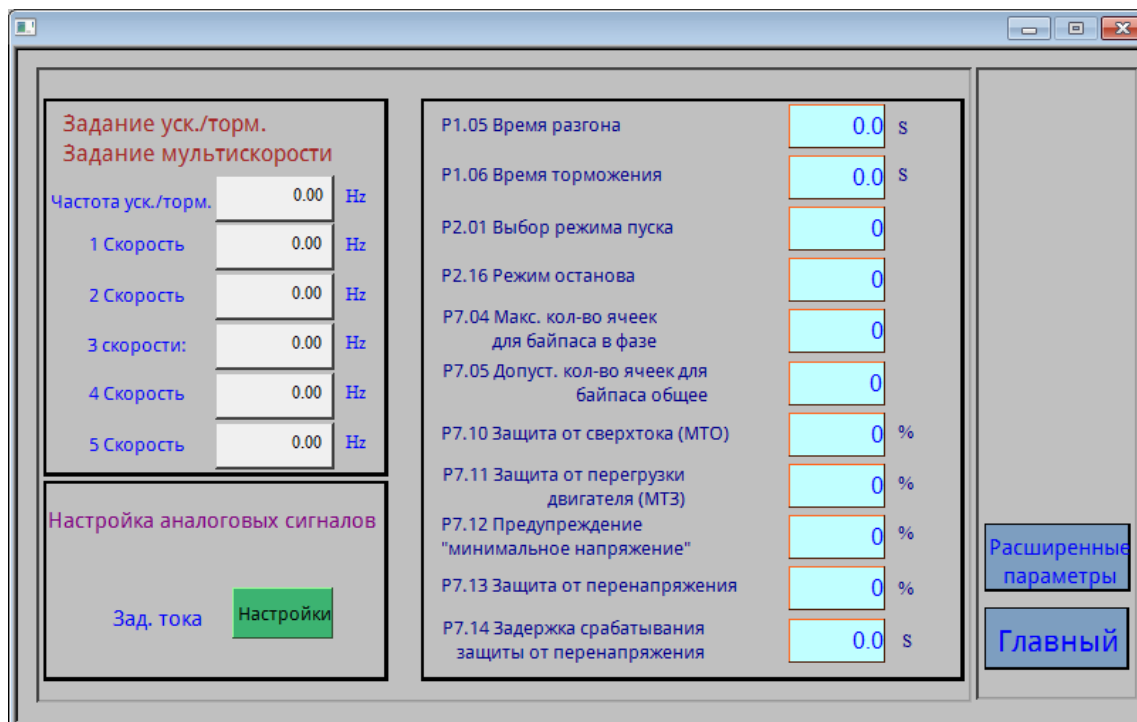 Задание уск./торм.
Задание мультискорости
Частота уск./торм. 0.00 Hz
1 Скорость 0.00 Hz
2 Скорость 0.00 Hz
3 скорости: 0.00 Hz
4 Скорость 0.00 Hz
5 Скорость 0.00 Hz
Настройка аналоговых сигналов
Зад. тока Настройки
P1.05 Время разгона 0.0 S
P1.06 Время торможения 0.0 S
P2.01 Выбор режима пуска 0
P2.16 Режим останова 0
P7.04 Макс. кол-во ячеек
для байпаса в фазе 0
P7.05 Допуст. кол-во ячеек для
байпаса общее 0
P7.10 Защита от сверхтока (МТО) 0 %
P7.11 Защита от перегрузки
двигателя (МТЗ) 0 %
P7.12 Предупреждение
"минимальное напряжение" 0 %
P7.13 Защита от перенапряжения 0 %
P7.14 Задержка срабатывания
защиты от перенапряжения 0.0 S
Расширенные
параметры
Главный